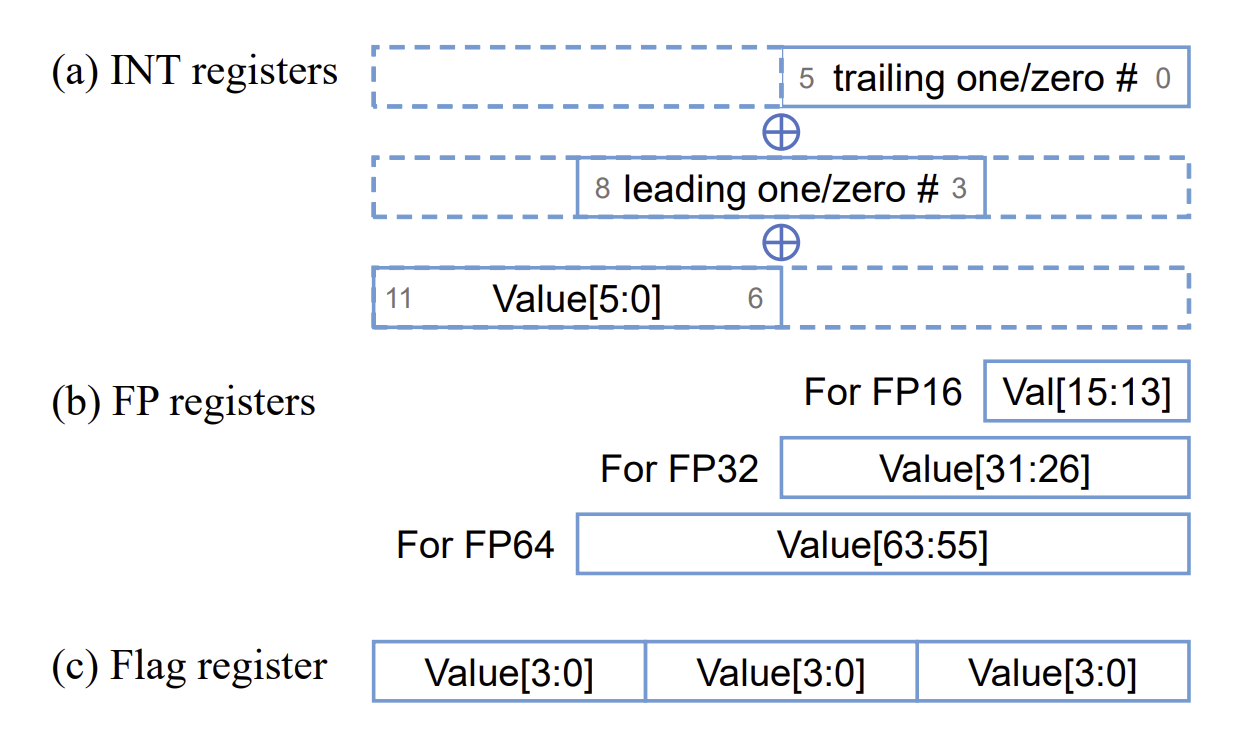 (a) INT registers
5 trailing one/zero # 0
8 leading one/zero # 3
11 Value[5:0] 6
(b) FP registers
For FP16 Val[15:13]
For FP32 Value[31:26]
For FP64 Value[63:55]
(c) Flag register Value[3:0] Value[3:0] Value[3:0]